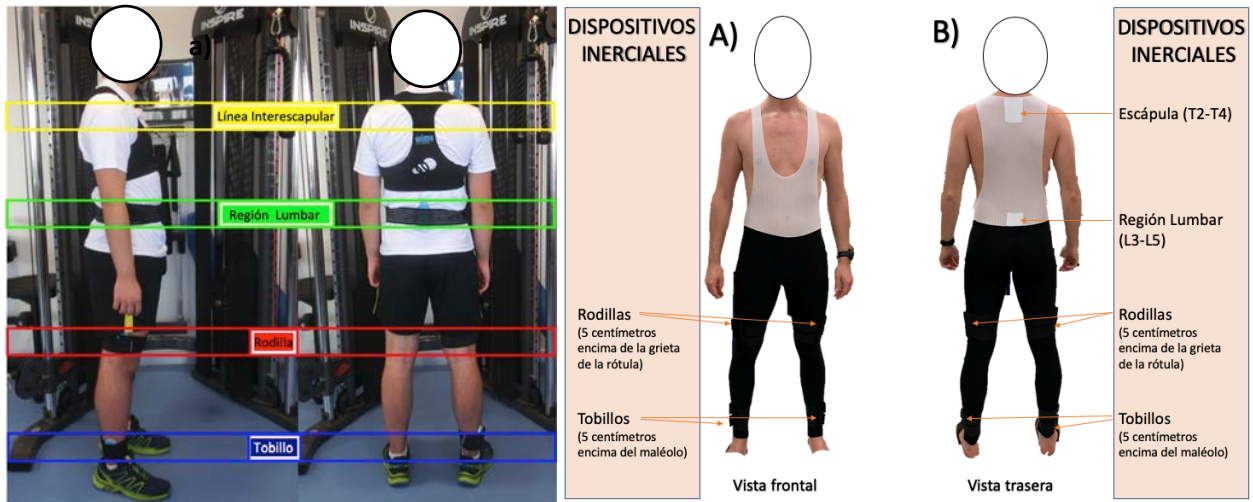 INSPIRE
INSPIRE
a)
Línea Interescapular
Región Lumbar
Rodilla
Tobillo
DISPOSITIVOS
INERCIALES
A)
Rodillas
(5 centímetros
encima de la grieta
de la rótula)
Tobillos
(5 centímetros
encima del maléolo)
Vista frontal
B)
Vista trasera
DISPOSITIVOS
INERCIALES
Escápula (T2-T4)
Región Lumbar
(L3-L5)
Rodillas
(5 centímetros
encima de la grieta
de la rótula)
Tobillos
(5 centímetros
encima del maléolo)